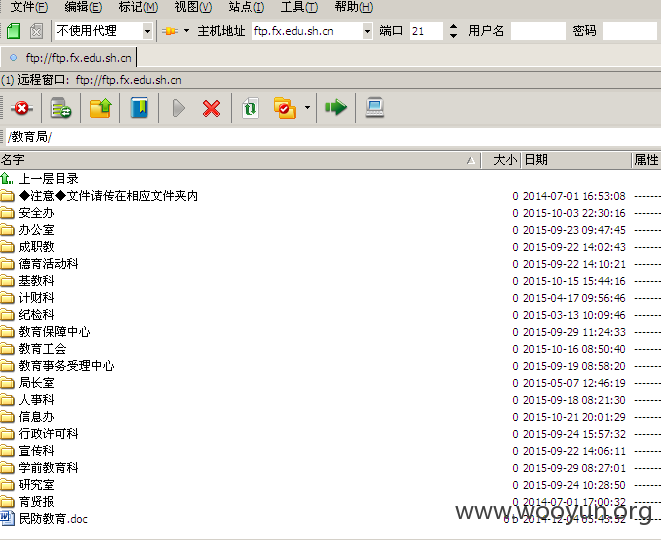 文件(F) 编辑(E) 标记(M) 视图(V) 站点(I) 工具(T) 帮助(H)
不使用代理 主机地址 ftp.fx.edu.sh.cn 端口 21 用户名 密码
ftp://ftp.fx.edu.sh.cn
(1) 远程窗口: ftp://ftp.fx.edu.sh.cn
/教育局/
名字 大小 日期 属性
上一层目录
◆注意◆文件请传在相应文件夹内 0 2014-07-01 16:53:08 -------
安全办 0 2015-10-03 22:30:16 -------
办公室 0 2015-09-23 09:47:45 -------
成职教 0 2015-09-22 14:02:43 -------
德育活动科 0 2015-09-22 14:10:21 -------
基教科 0 2015-10-15 15:44:16 -------
计财科 0 2015-04-17 09:56:46 -------
纪检科 0 2015-03-13 10:09:46 -------
教育保障中心 0 2015-09-29 11:24:33 -------
教育工会 0 2015-10-16 08:50:40 -------
教育事务受理中心 0 2015-09-19 08:58:20 -------
局长室 0 2015-05-07 12:46:19 -------
人事科 0 2015-09-18 08:21:30 -------
信息办 0 2015-10-21 20:01:29 -------
行政许可科 0 2015-09-24 15:57:32 -------
宣传科 0 2015-09-22 14:06:11 -------
学前教育科 0 2015-09-29 08:27:01 -------
研究室 0 2015-09-24 10:28:50 -------
育贤报 0 2014-07-01 17:00:32 -------
民防教育.doc 2014-12-04
www.wooyun.org